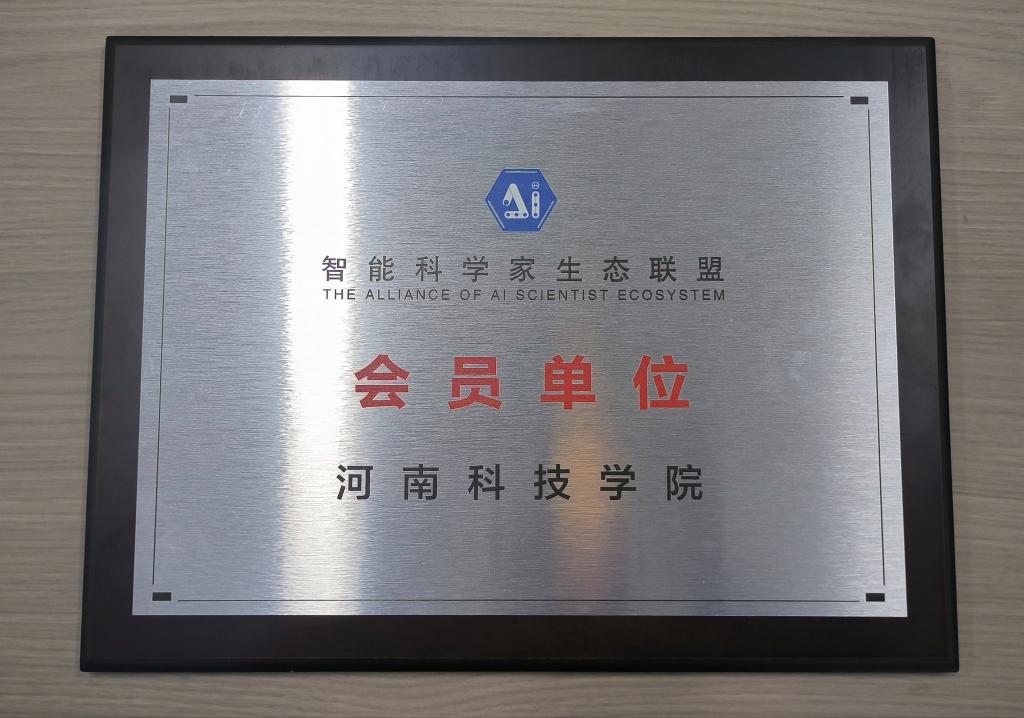 Ai
智能科学家生态联盟
THE ALLIANCE OF AI SCIENTIST ECOSYSTEM
会员单位
河南科技学院